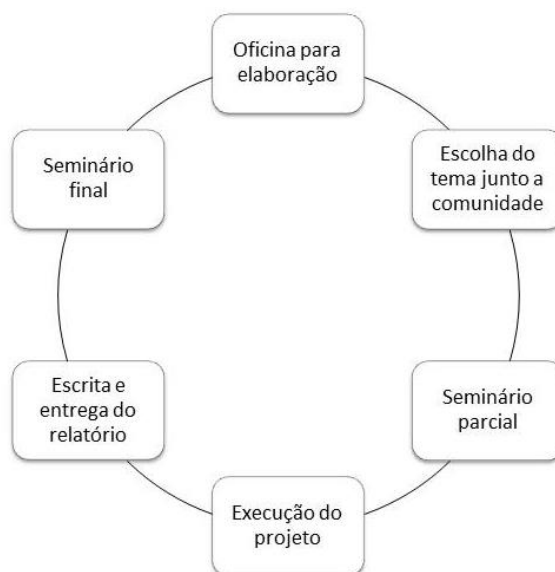 Oficina para
elaboração
Escolha do
tema junto a
comunidade
Seminário
parcial
Execução do
projeto
Escrita e
entrega do
relatório
Seminário
final